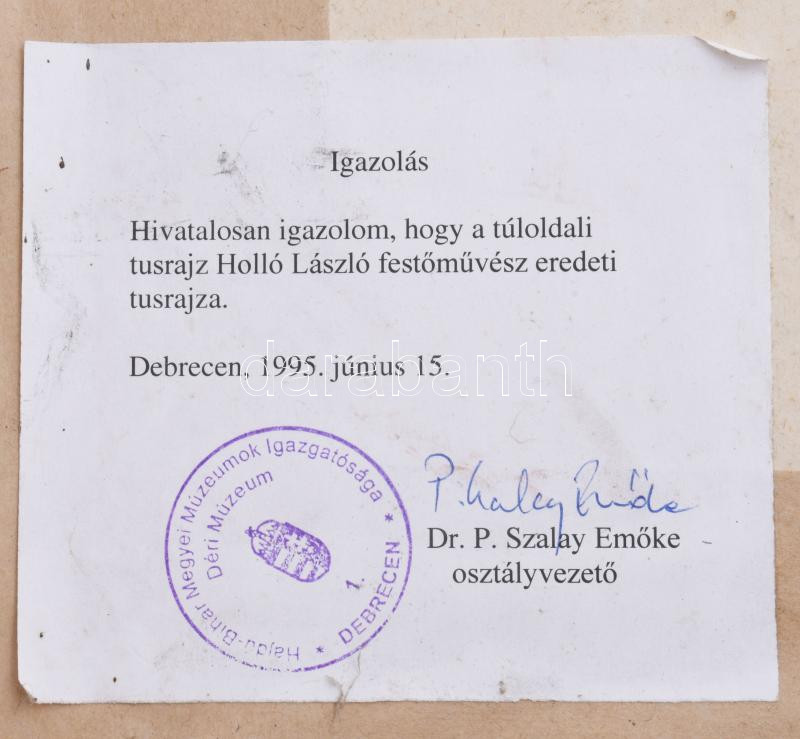 Igazolás
Hivatalosan igazolom, hogy a túloldali
tusrajz Holló László festőművész eredeti
tusrajza.
Debrecen, 1995. június 15.
darabanth
Hajdú-Bihar Megyei Múzeumok Igazgatósága
Déri Múzeum
1.
* DEBRECEN *
P. Szalay Emőke
Dr. P. Szalay Emőke
osztályvezető